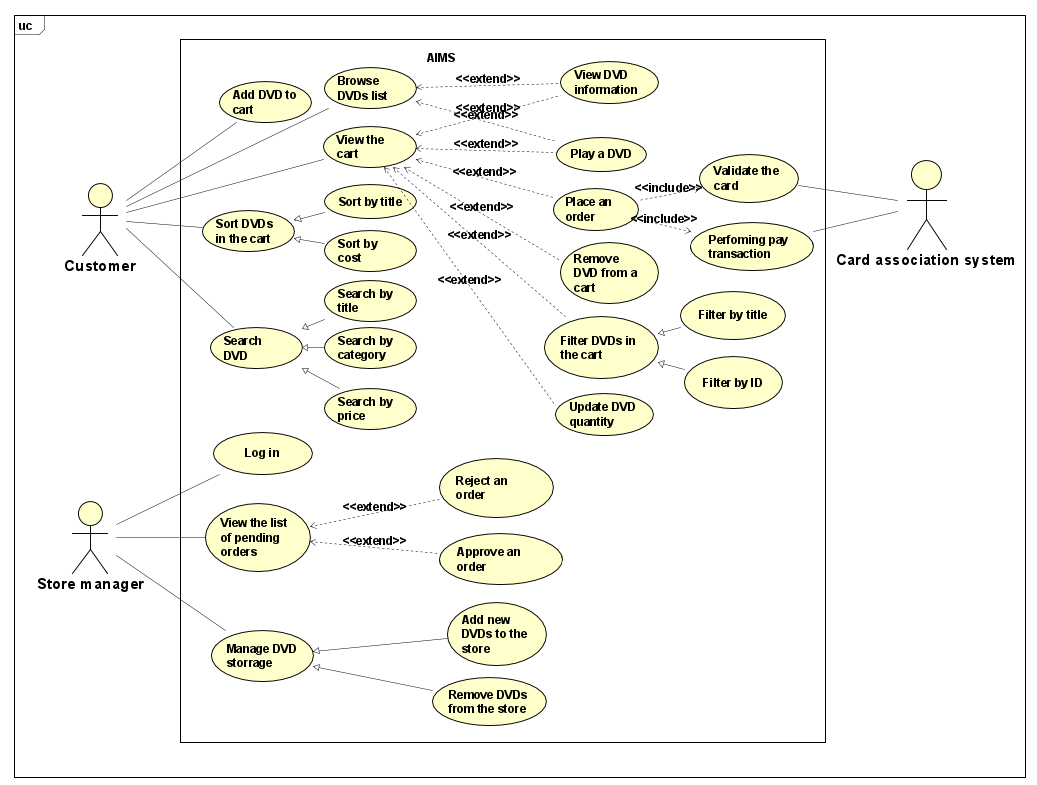 uc
AIMS
Add DVD to
cart
Browse
DVDs list
<<extend>>
View DVD
information
<<extend>>
<<extend>>
View the
cart
<<extend>>
Play a DVD
<<extend>>
Validate the
card
<<include>>
Sort by title
<<extend>>
Place an
order
<<include>>
Sort DVDs
in the cart
<<extend>>
Perfoming pay
transaction
Sort by
cost
Customer
Card association system
Remove
DVD from a
cart
<<extend>>
Search by
title
Filter by title
Search
DVD
Search by
category
Filter DVDs in
the cart
Filter by ID
Search by
price
Update DVD
quantity
Log in
Reject an
order
<<extend>>
View the list
of pending
orders
<<extend>>
Approve an
order
Store manager
Add new
DVDs to the
store
Manage DVD
storrage
Remove DVDs
from the store